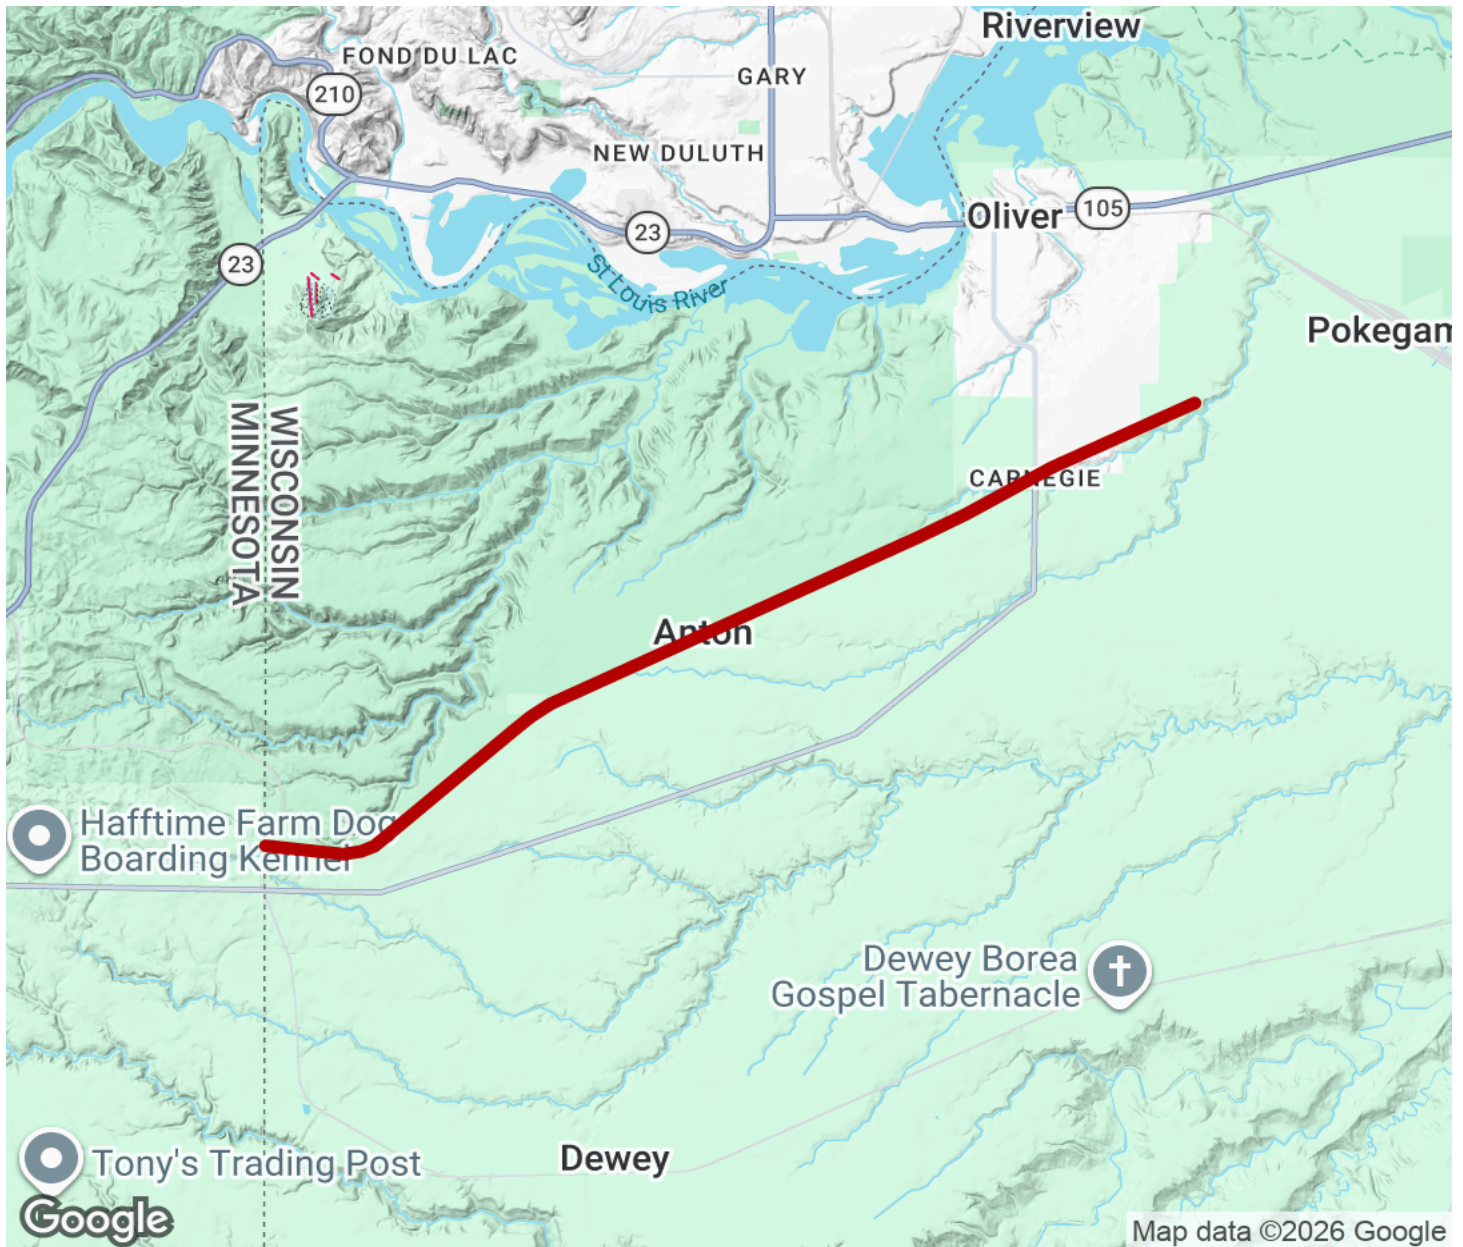 Riverview
FOND DU LAC
GARY
210
NEW DULUTH
Oliver
105
23
23
St Louis River
Pokegam
WISCONSIN
MINNESOTA
CARNEGIE
Anton
Hafftime Farm Dog
Boarding Kennel
Dewey Borea
Gospel Tabernacle
Tony's Trading Post
Dewey
Google
Map data ©2026 Google